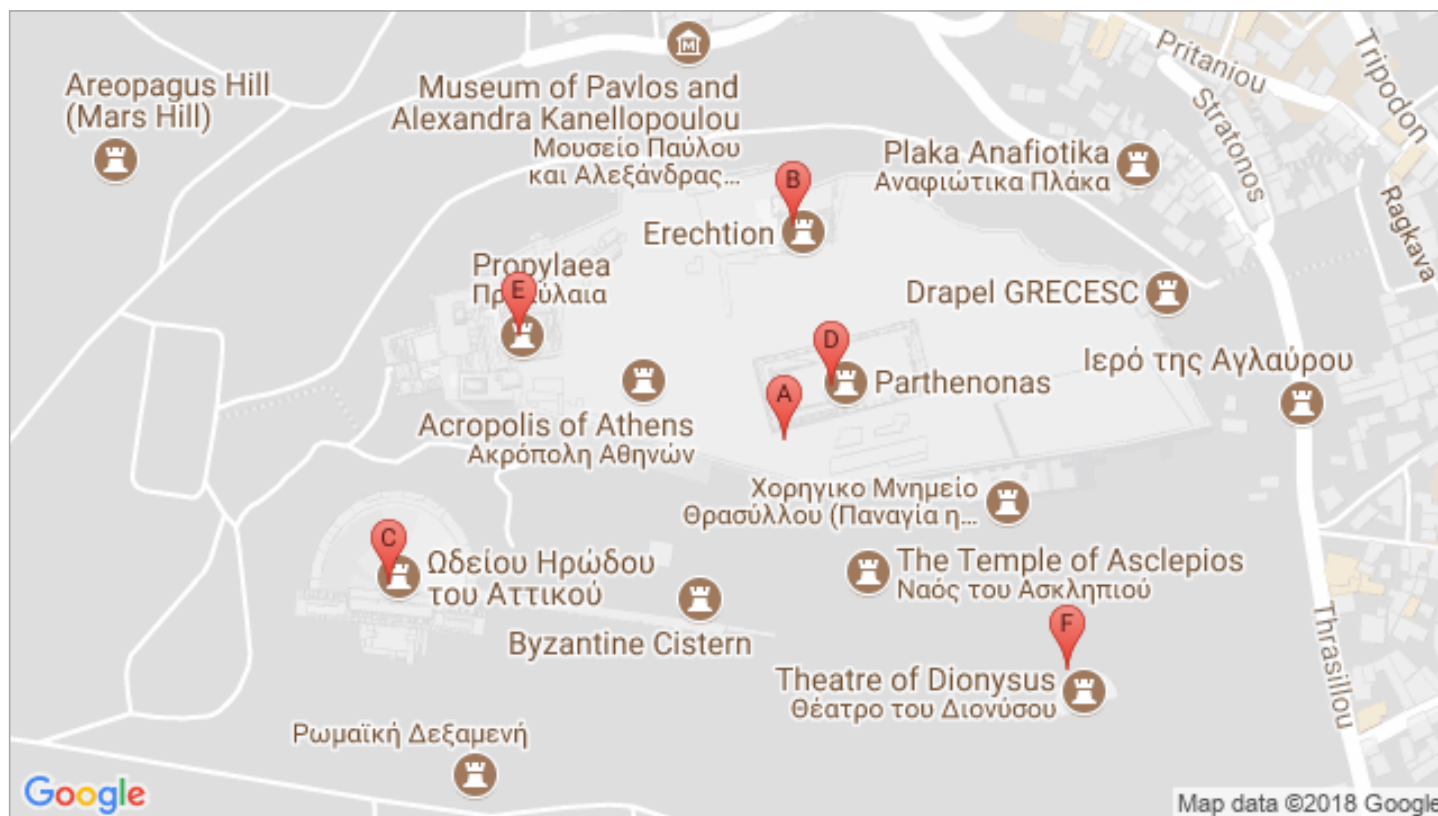 Areopagus Hill
(Mars Hill)
Museum of Pavlos and
Alexandra Kanellopoulou
Μουσείο Παύλου
και Αλεξάνδρας...
Pritaniou
Tripodon
Stratonos
Ragkava
Plaka Anafiotika
Αναφιώτικα Πλάκα
B
Erechtion
Propylaea
E
Drapel GRECESC
D
Parthenonas
A
Ιερό της Αγλαύρου
Acropolis of Athens
Ακρόπολη Αθηνών
Χορηγικο Μνημείο
Θρασύλλου (Παναγία η...
C
Ωδείου Ηρώδου
του Αττικού
The Temple of Asclepios
Ναός του Ασκληπιού
Byzantine Cistern
F
Theatre of Dionysus
Θέατρο του Διονύσου
Thrasillou
Ρωμαϊκή Δεξαμενή
Google
Map data ©2018 Google